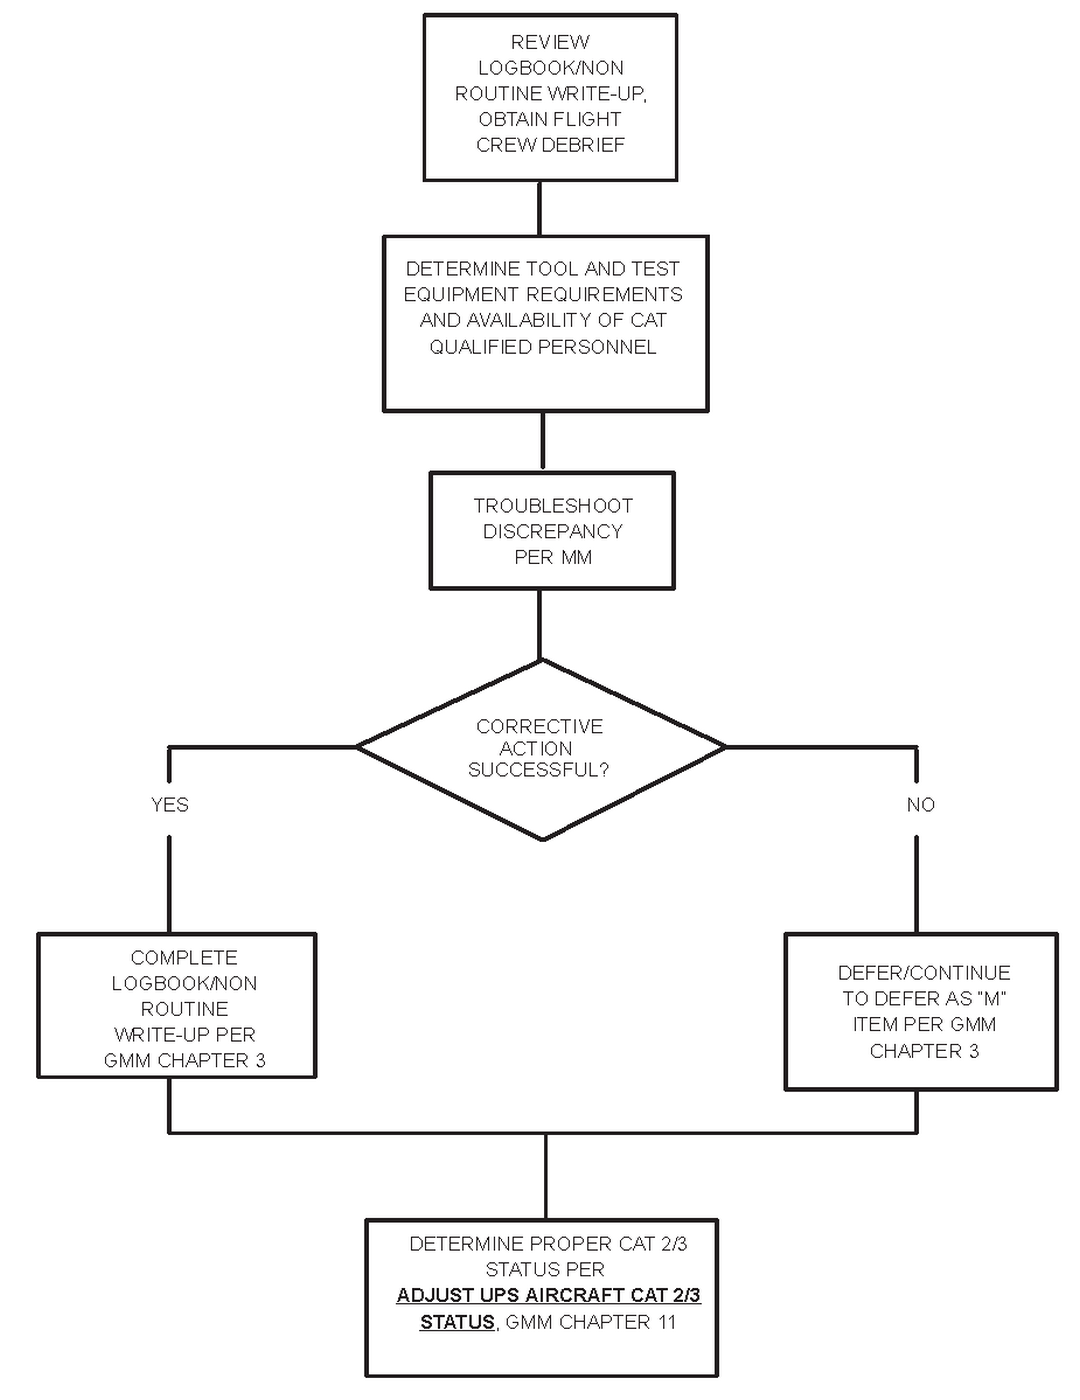 REVIEW
LOGBOOK/NON
ROUTINE WRITE-UP,
OBTAIN FLIGHT
CREW DEBRIEF
DETERMINE TOOL AND TEST
EQUIPMENT REQUIREMENTS
AND AVAILABILITY OF CAT
QUALIFIED PERSONNEL
TROUBLESHOOT
DISCREPANCY
PER MM
CORRECTIVE
ACTION
SUCCESSFUL?
YES
NO
COMPLETE
LOGBOOK/NON
ROUTINE
WRITE-UP PER
GMM CHAPTER 3
DEFER/CONTINUE
TO DEFER AS "M"
ITEM PER GMM
CHAPTER 3
DETERMINE PROPER CAT 2/3
STATUS PER
ADJUST UPS AIRCRAFT CAT 2/3
STATUS, GMM CHAPTER 11